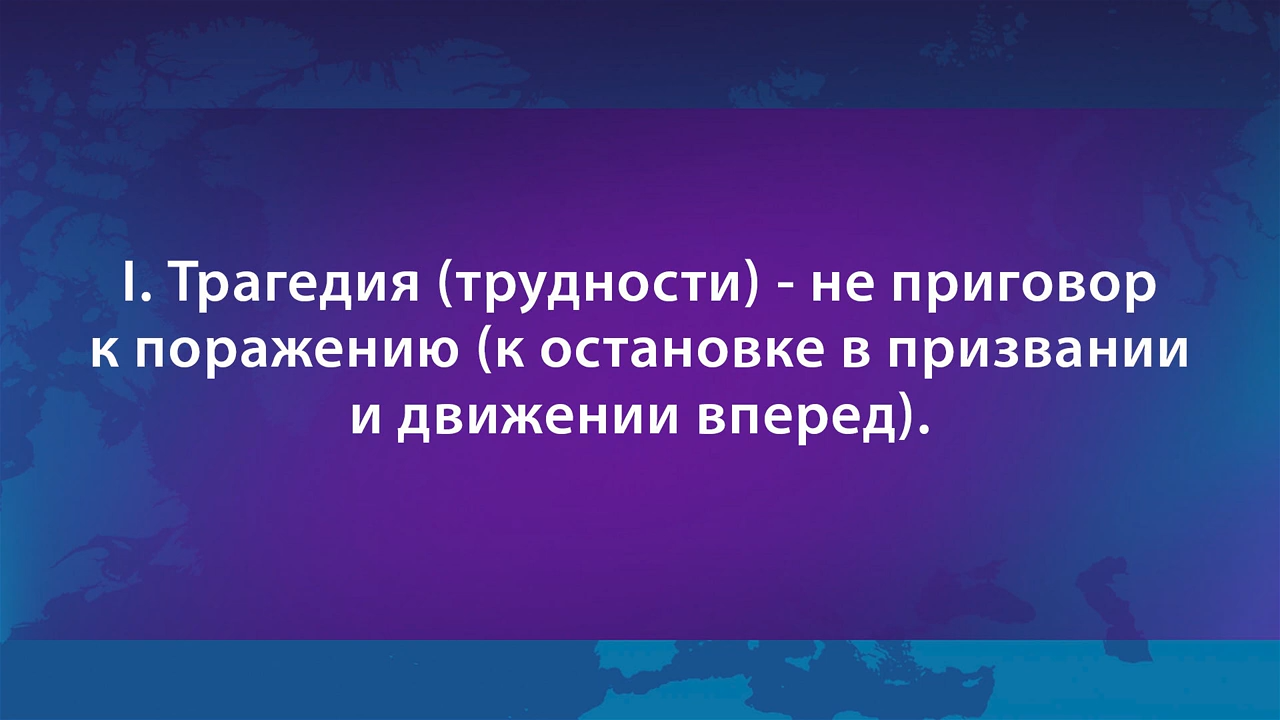 I. Трагедия (трудности) - не приговор
к поражению (к остановке в призвании
и движении вперед).